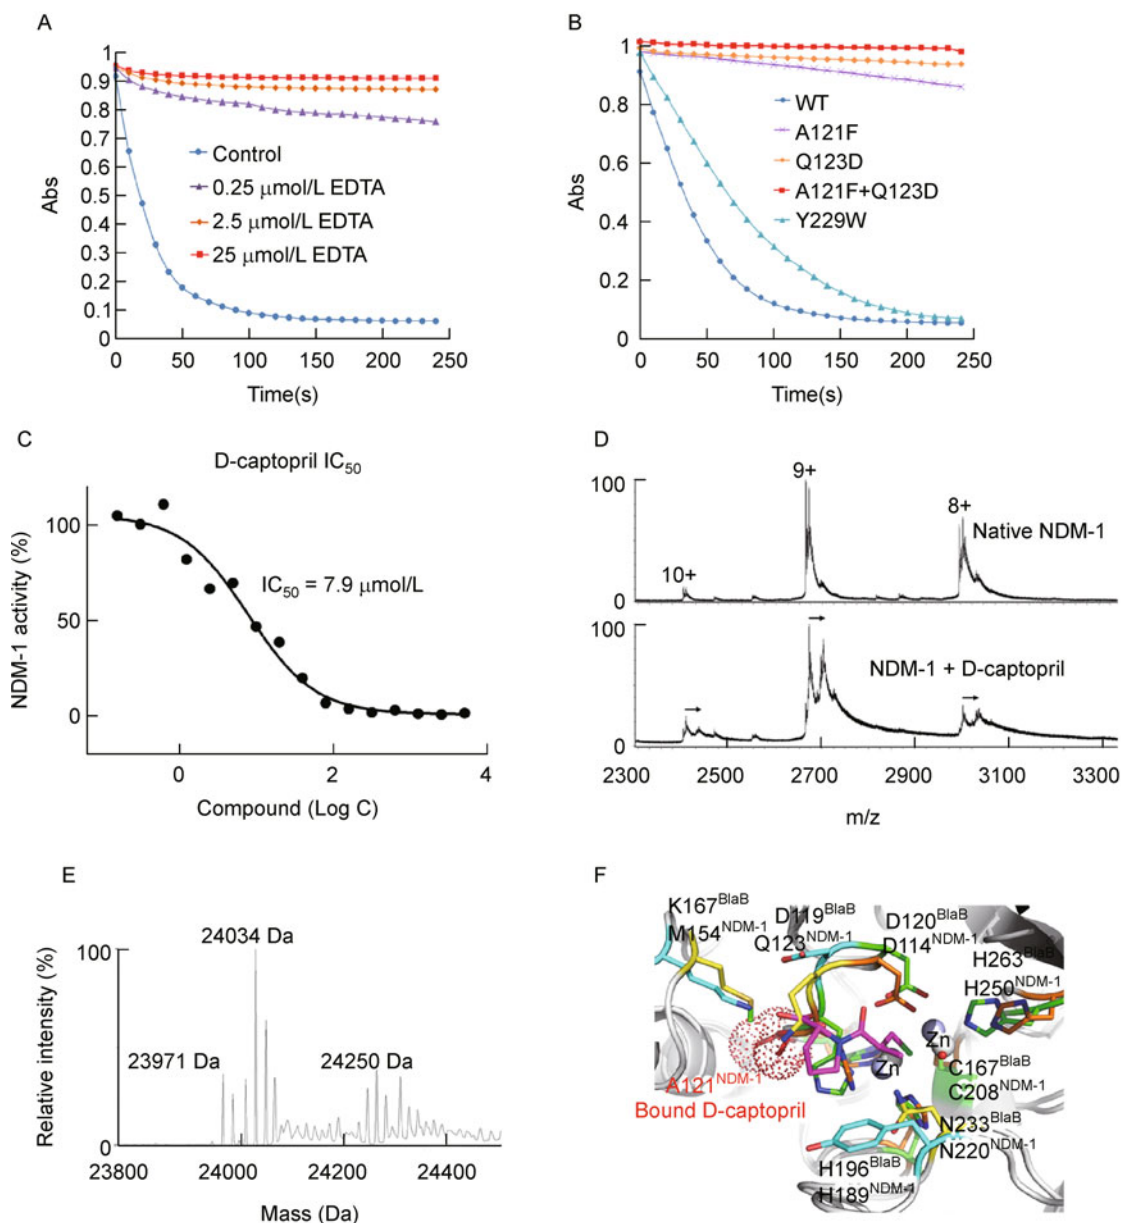 A
Abs
1
0.9
0.8
0.7
0.6
0.5
0.4
0.3
0.2
0.1
0
0
50
100
150
200
250
Time(s)
Control
0.25 μmol/L EDTA
2.5 μmol/L EDTA
25 μmol/L EDTA
B
Abs
1
0.8
0.6
0.4
0.2
0
0
50
100
150
200
250
Time(s)
WT
A121F
Q123D
A121F+Q123D
Y229W
C
D-captopril IC50
NDM-1 activity (%)
100
50
0
IC50 = 7.9 μmol/L
0
2
4
Compound (Log C)
D
100
0
10+
9+
8+
Native NDM-1
100
0
NDM-1 + D-captopril
2300
2500
2700
2900
3100
3300
m/z
E
Relative intensity (%)
100
0
23971 Da
24034 Da
24250 Da
23800
24000
24200
24400
Mass (Da)
F
K167BlaB
M154NDM-1
D119BlaB
Q123NDM-1
D120BlaB
D114NDM-1
H263BlaB
H250NDM-1
Zn
Zn
C167BlaB
C208NDM-1
A121NDM-1
Bound D-captopril
N233BlaB
N220NDM-1
H196BlaB
H189NDM-1